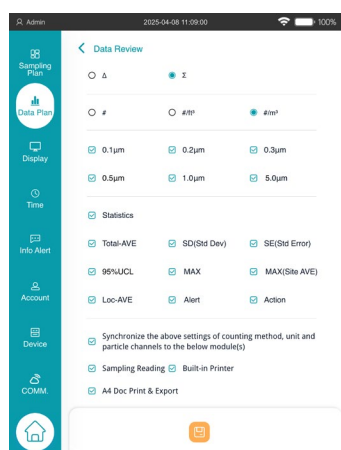 Admin 2025-04-08 11:09:00 100%
Data Review
Sampling
Plan
Data Plan
Display
Time
Info Alert
Account
Device
COMM.
Δ Σ
# #/ft³ #/m³
0.1μm 0.2μm 0.3μm
0.5μm 1.0μm 5.0μm
Statistics
Total-AVE SD(Std Dev) SE(Std Error)
95%UCL MAX MAX(Site AVE)
Loc-AVE Alert Action
Synchronize the above settings of counting method, unit and
particle channels to the below module(s)
Sampling Reading Built-in Printer
A4 Doc Print & Export